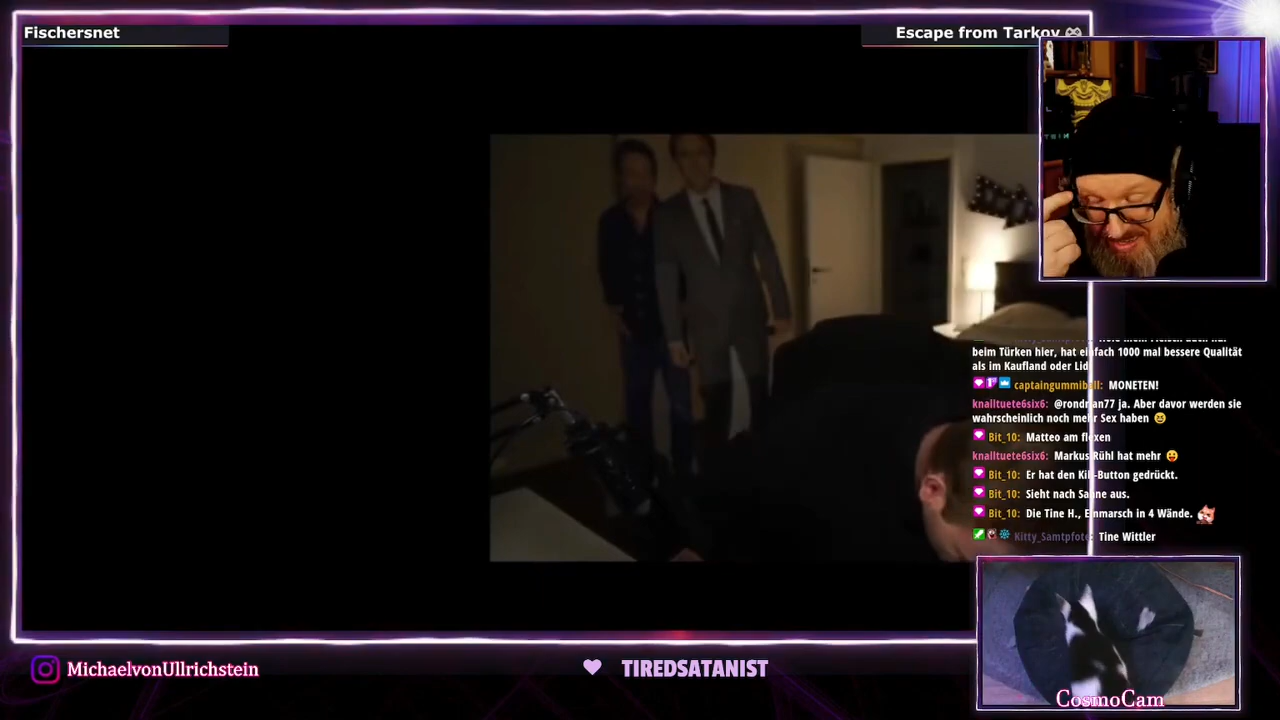 Fischersnet
Escape from Tarkov
beim Türken hier, hat einfach 1000 mal bessere Qualität
als im Kaufland oder Lidl
captaingummiball: MONETEN!
knalltuete6six6: @rondrian77 ja. Aber davor werden sie
wahrscheinlich noch mehr Sex haben
Bit_10: Matteo am flexen
knalltuete6six6: Markus Rühl hat mehr
Bit_10: Er hat den Kill-Button gedrückt.
Bit_10: Sieht nach Sahne aus.
Bit_10: Die Tine H., Einmarsch in 4 Wände.
Kitty_Samtpfote: Tine Wittler
MichaelvonUllrichstein
TIREDSATANIST
CosmoCam